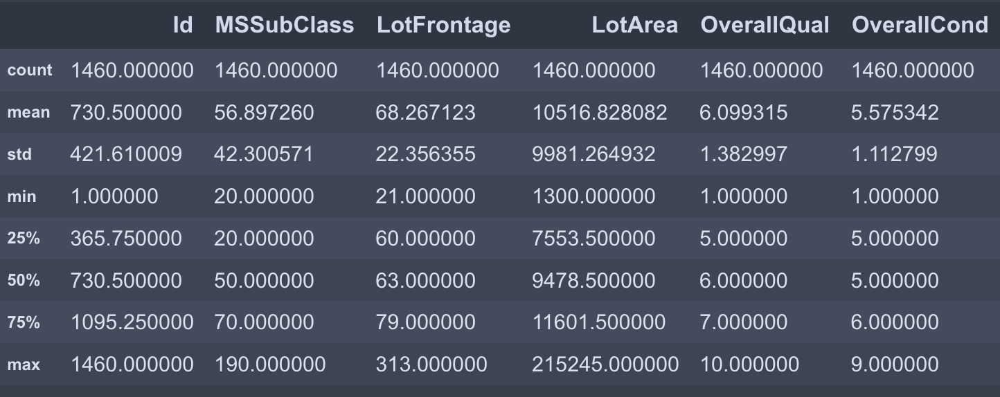 Id MSSubClass LotFrontage LotArea OverallQual OverallCond
count 1460.000000 1460.000000 1460.000000 1460.000000 1460.000000 1460.000000
mean 730.500000 56.897260 68.267123 10516.828082 6.099315 5.575342
std 421.610009 42.300571 22.356355 9981.264932 1.382997 1.112799
min 1.000000 20.000000 21.000000 1300.000000 1.000000 1.000000
25% 365.750000 20.000000 60.000000 7553.500000 5.000000 5.000000
50% 730.500000 50.000000 63.000000 9478.500000 6.000000 5.000000
75% 1095.250000 70.000000 79.000000 11601.500000 7.000000 6.000000
max 1460.000000 190.000000 313.000000 215245.000000 10.000000 9.000000